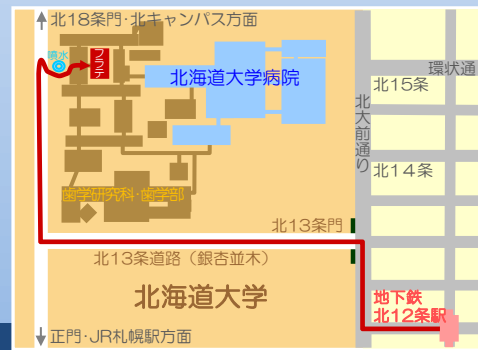 北18条門・北キャンパス方面
噴水
フラテ
北海道大学病院
環状通
北15条
北大前通り
北14条
歯学研究科・歯学部
北13条門
北13条道路（銀杏並木）
北海道大学
地下鉄
北12条駅
正門・JR札幌駅方面